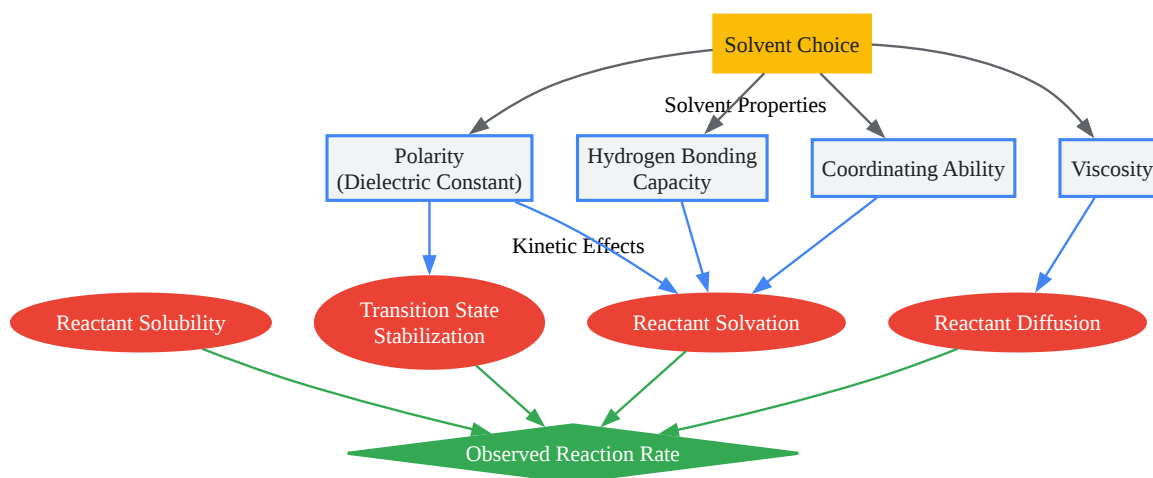 Solvent Choice
Solvent Properties
Polarity
(Dielectric Constant)
Hydrogen Bonding
Capacity
Coordinating Ability
Viscosity
Kinetic Effects
Reactant Solubility
Transition State
Stabilization
Reactant Solvation
Reactant Diffusion
Observed Reaction Rate